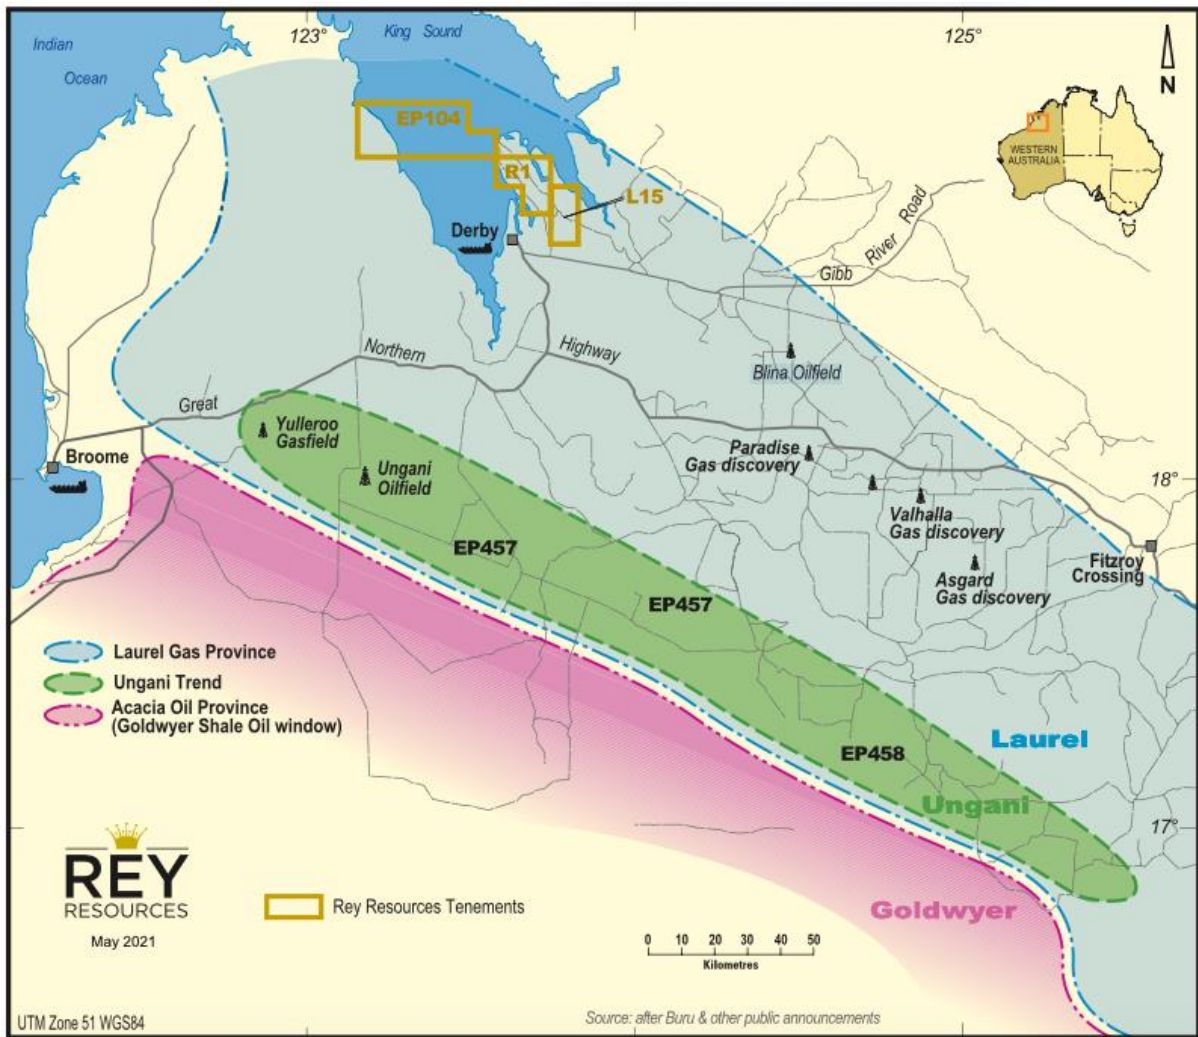 123°
King Sound
125°
Indian
Ocean
N
EP104
WESTERN
AUSTRALIA
R1
L15
Derby
Gibb River Road
Great Northern Highway
Blina Oilfield
Yulleroo
Gasfield
Ungani
Oilfield
Broome
Paradise
Gas discovery
18°
Valhalla
Gas discovery
Fitzroy
Crossing
Asgard
Gas discovery
EP457
EP457
Laurel Gas Province
Ungani Trend
Acacia Oil Province
(Goldwyer Shale Oil window)
Laurel
EP458
Ungani
17°
REY
RESOURCES
May 2021
Rey Resources Tenements
Goldwyer
0 10 20 30 40 50
Kilometres
UTM Zone 51 WGS84
Source: after Buru & other public announcements